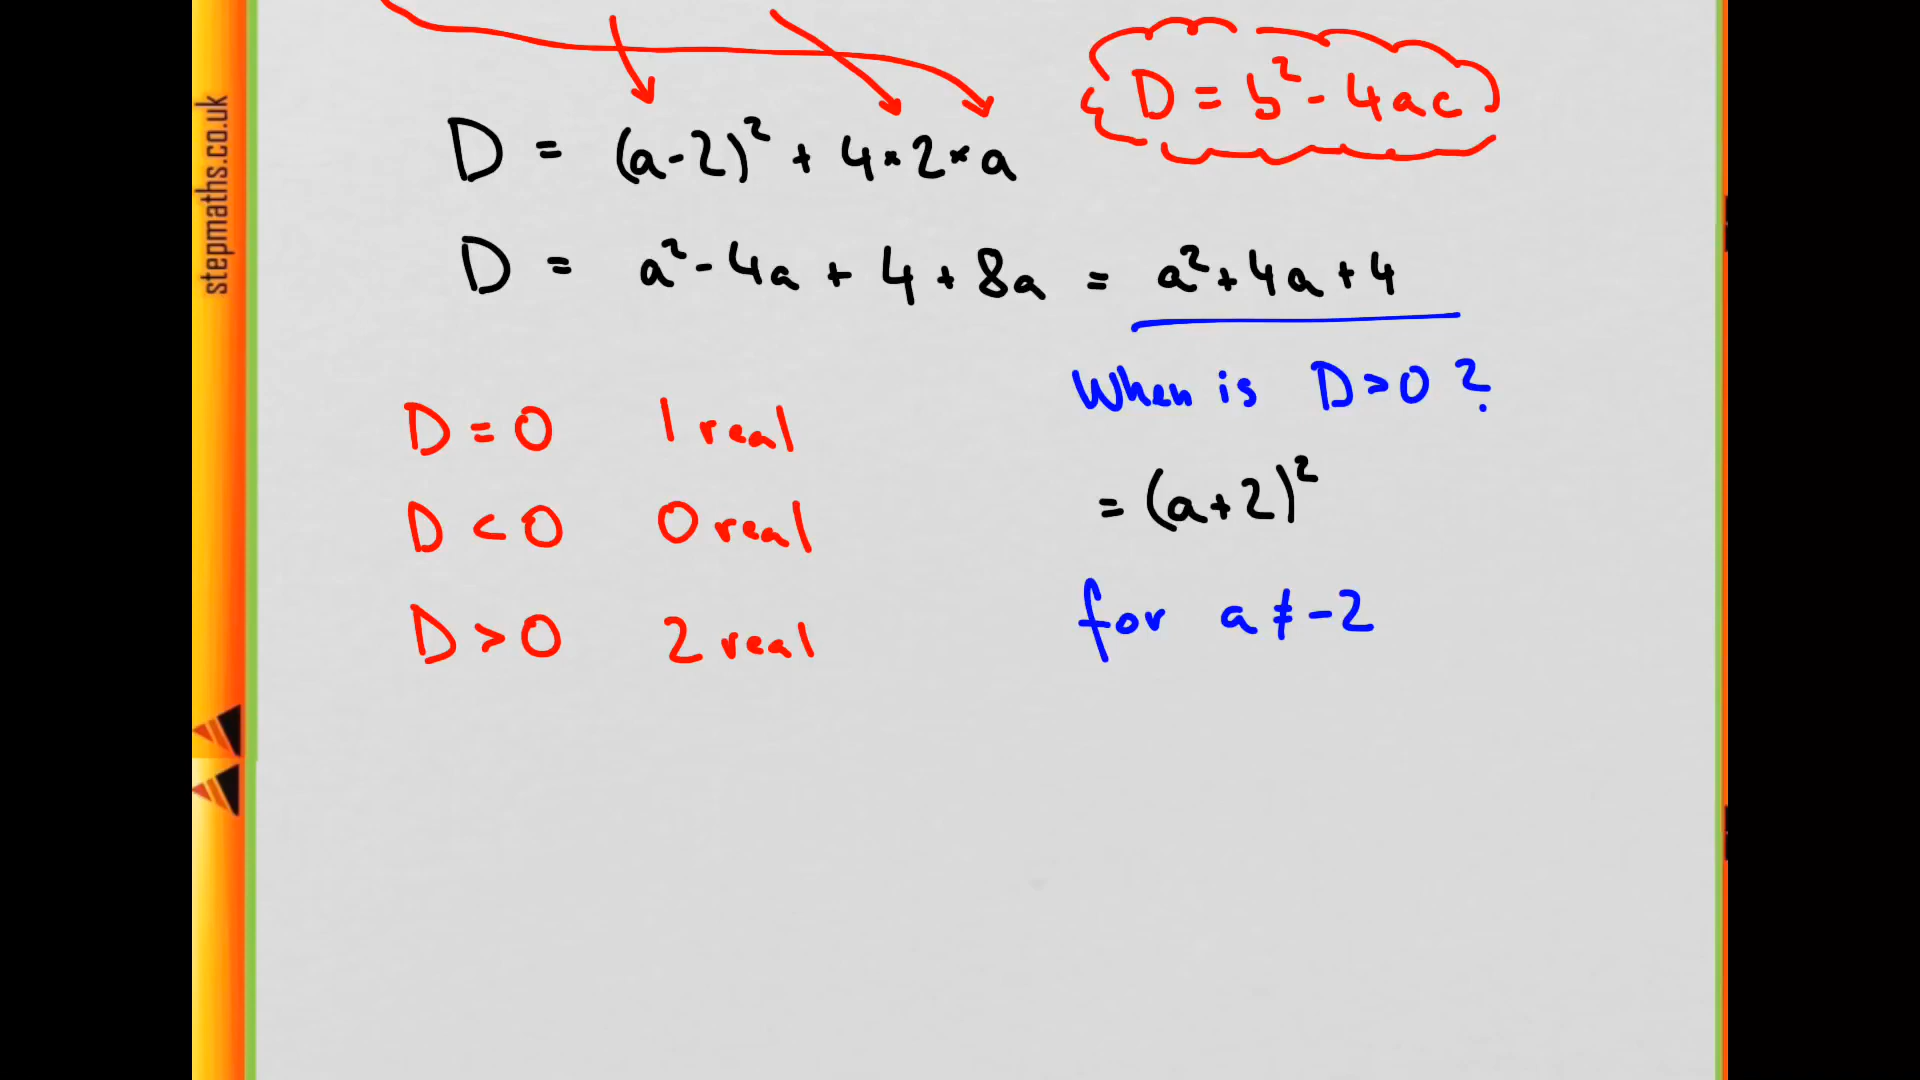 stepmaths.co.uk
D = b² - 4ac
D = (a-2)² + 4×2×a
D = a² - 4a + 4 + 8a = a² + 4a + 4
When is D>0 ?
D = 0 1 real
= (a+2)²
D < 0 0 real
for a ≠ -2
D > 0 2 real